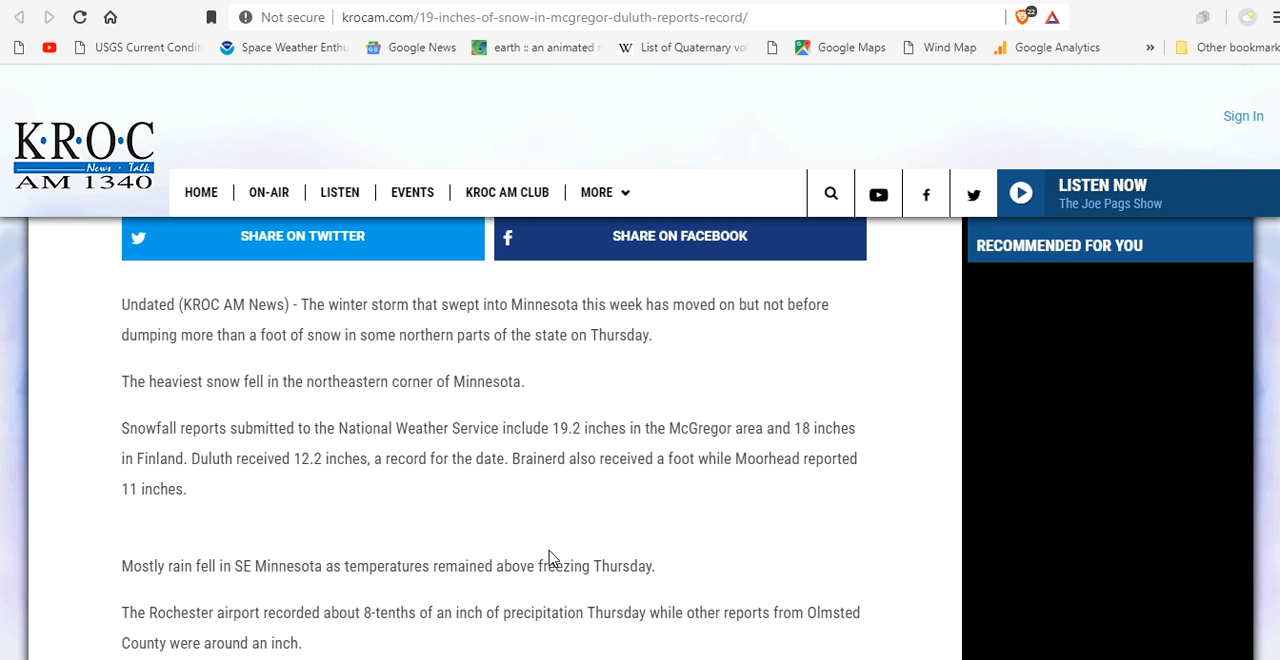 Not secure | krocam.com/19-inches-of-snow-in-mcgregor-duluth-reports-record/ 22
USGS Current Condit Space Weather Enthu Google News earth :: an animated W List of Quaternary vo Google Maps Wind Map Google Analytics » Other bookmark
Sign In
K·R·O·C
News · Talk
AM 1340
HOME | ON-AIR | LISTEN | EVENTS | KROC AM CLUB | MORE
LISTEN NOW
The Joe Pags Show
SHARE ON TWITTER SHARE ON FACEBOOK
RECOMMENDED FOR YOU
Undated (KROC AM News) - The winter storm that swept into Minnesota this week has moved on but not before
dumping more than a foot of snow in some northern parts of the state on Thursday.
The heaviest snow fell in the northeastern corner of Minnesota.
Snowfall reports submitted to the National Weather Service include 19.2 inches in the McGregor area and 18 inches
in Finland. Duluth received 12.2 inches, a record for the date. Brainerd also received a foot while Moorhead reported
11 inches.
Mostly rain fell in SE Minnesota as temperatures remained above freezing Thursday.
The Rochester airport recorded about 8-tenths of an inch of precipitation Thursday while other reports from Olmsted
County were around an inch.